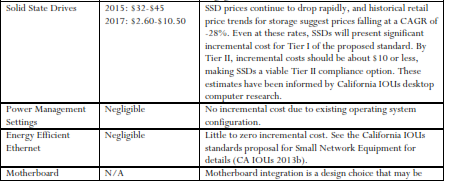 Solid State Drives 2015: $32-$45 SSD prices continue to drop rapidly, and historical retail
2017: $2.60-$10.50 price trends for storage suggest prices falling at a CAGR of
-28%. Even at these rates, SSDs will present significant
incremental cost for Tier I of the proposed standard. By
Tier II, incremental costs should be about $10 or less,
making SSDs a viable Tier II compliance option. These
estimates have been informed by California IOUs desktop
computer research.
Power Management Negligible No incremental cost due to existing operating system
Settings configuration.
Energy Efficient Negligible Little to zero incremental cost. See the California IOUs
Ethernet standards proposal for Small Network Equipment for
details (CA IOUs 2013b).
Motherboard N/A Motherboard integration is a design choice that may be